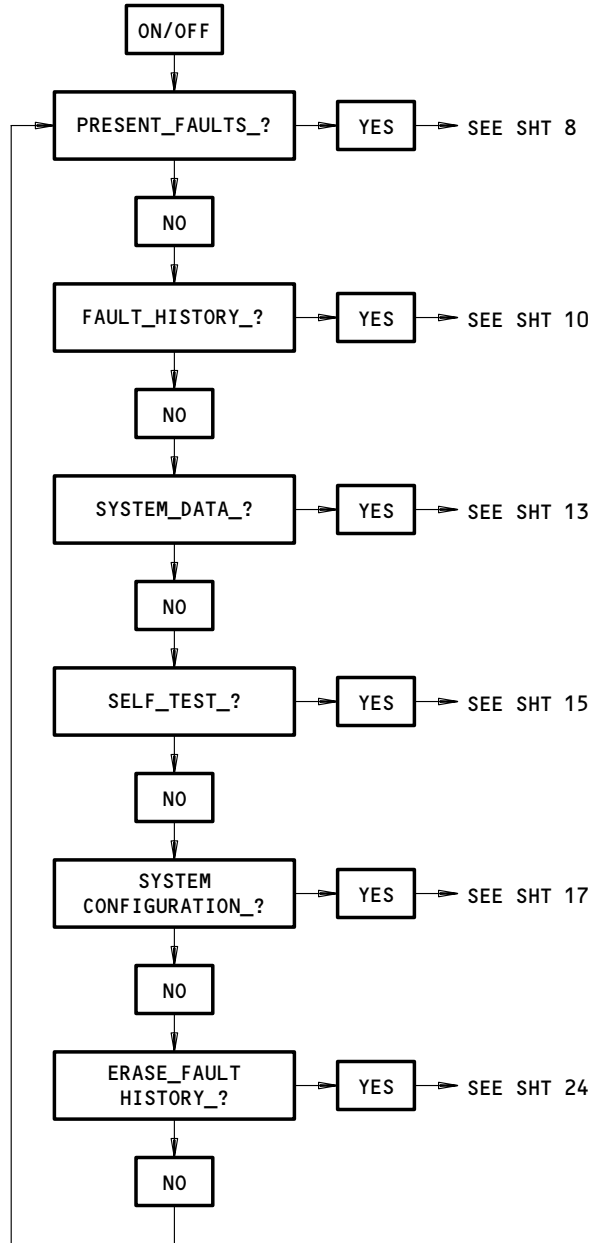 ON/OFF
PRESENT_FAULTS_?
YES
SEE SHT 8
NO
FAULT_HISTORY_?
YES
SEE SHT 10
NO
SYSTEM_DATA_?
YES
SEE SHT 13
NO
SELF_TEST_?
YES
SEE SHT 15
NO
SYSTEM
CONFIGURATION_?
YES
SEE SHT 17
NO
ERASE_FAULT
HISTORY_?
YES
SEE SHT 24
NO